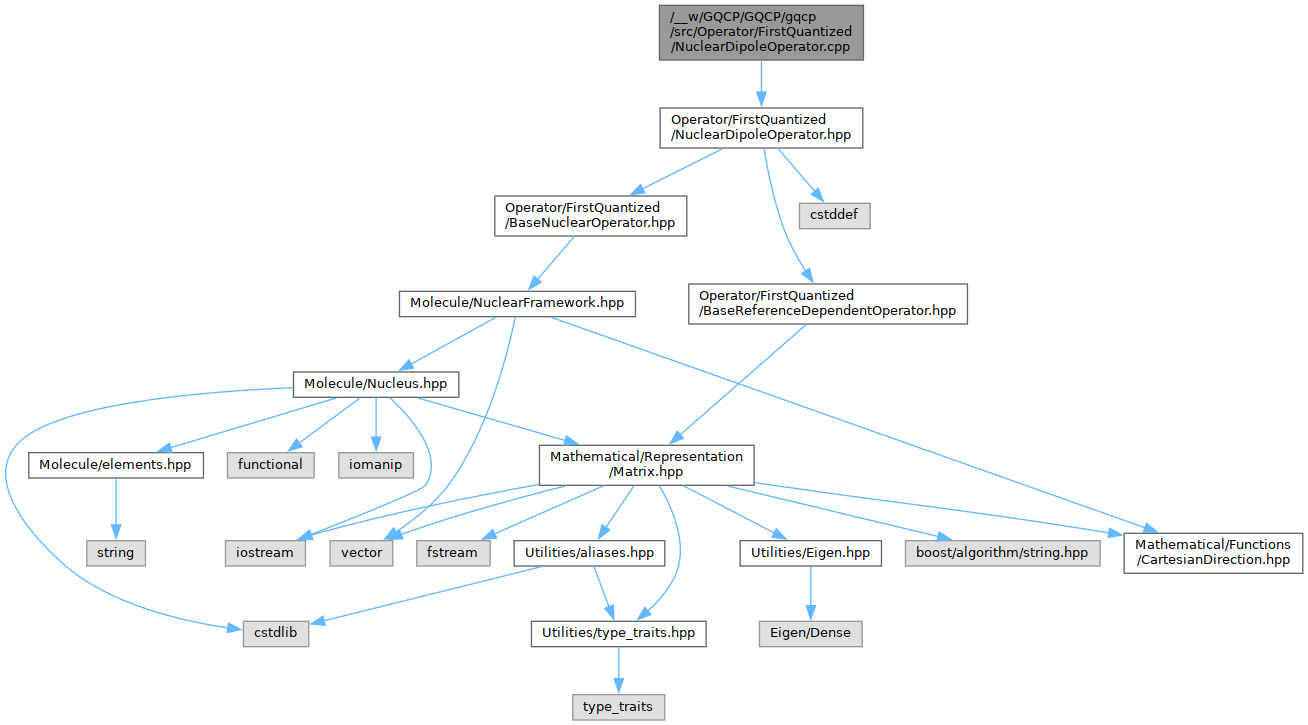 /__w/GQCP/GQCP/gqcp
/src/Operator/FirstQuantized
/NuclearDipoleOperator.cpp
Operator/FirstQuantized
/NuclearDipoleOperator.hpp
Operator/FirstQuantized
/BaseNuclearOperator.hpp
cstddef
Molecule/NuclearFramework.hpp
Operator/FirstQuantized
/BaseReferenceDependentOperator.hpp
Molecule/Nucleus.hpp
Molecule/elements.hpp
functional
iomanip
Mathematical/Representation
/Matrix.hpp
string
iostream
vector
fstream
Utilities/aliases.hpp
Utilities/Eigen.hpp
boost/algorithm/string.hpp
Mathematical/Functions
/CartesianDirection.hpp
cstdlib
Utilities/type_traits.hpp
Eigen/Dense
type_traits